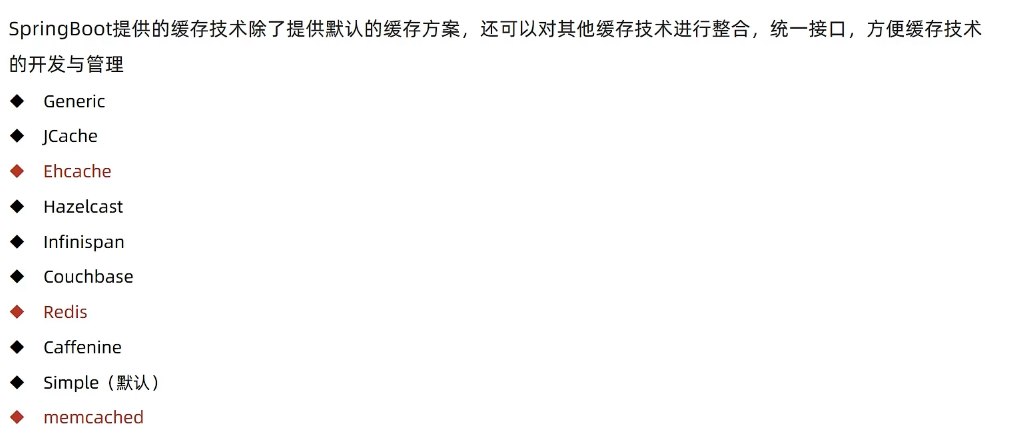 SpringBoot提供的缓存技术除了提供默认的缓存方案，还可以对其他缓存技术进行整合，统一接口，方便缓存技术
的开发与管理
◆ Generic
◆ JCache
◆ Ehcache
◆ Hazelcast
◆ Infinispan
◆ Couchbase
◆ Redis
◆ Caffenine
◆ Simple（默认）
◆ memcached